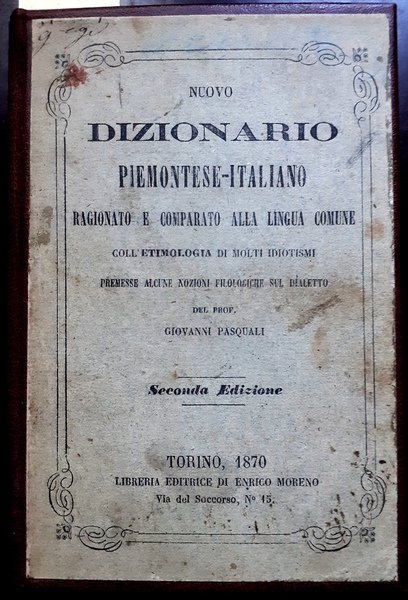 NUOVO
DIZIONARIO
PIEMONTESE-ITALIANO
RAGIONATO E COMPARATO ALLA LINGUA COMUNE
COLL'ETIMOLOGIA DI MOLTI IDIOTISMI
PREMESSE ALCUNE NOZIONI FILOLOGICHE SUL DIALETTO
DEL PROF.
GIOVANNI PASQUALI
Seconda Edizione
TORINO, 1870
LIBRERIA EDITRICE DI ENRICO MORENO
Via del Soccorso, Nº 15.